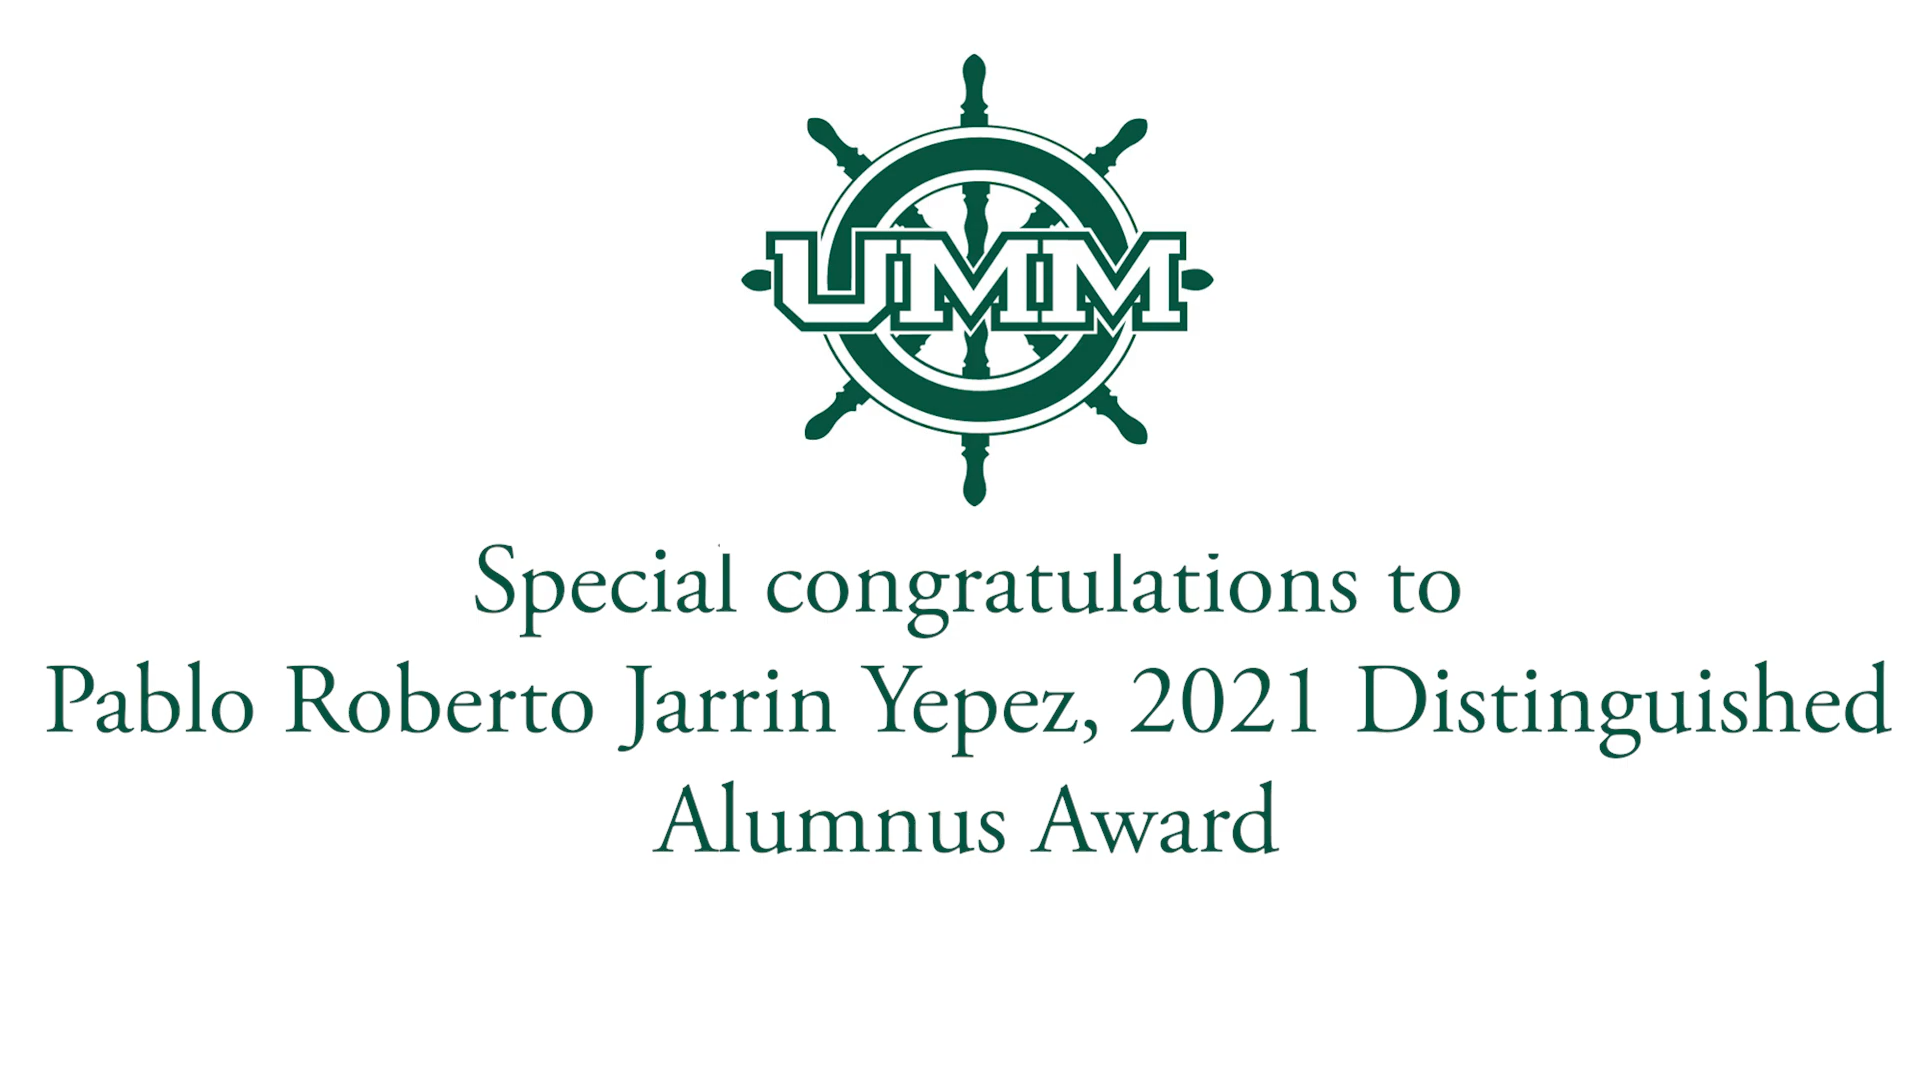 UMM
Special congratulations to
Pablo Roberto Jarrin Yepez, 2021 Distinguished
Alumnus Award